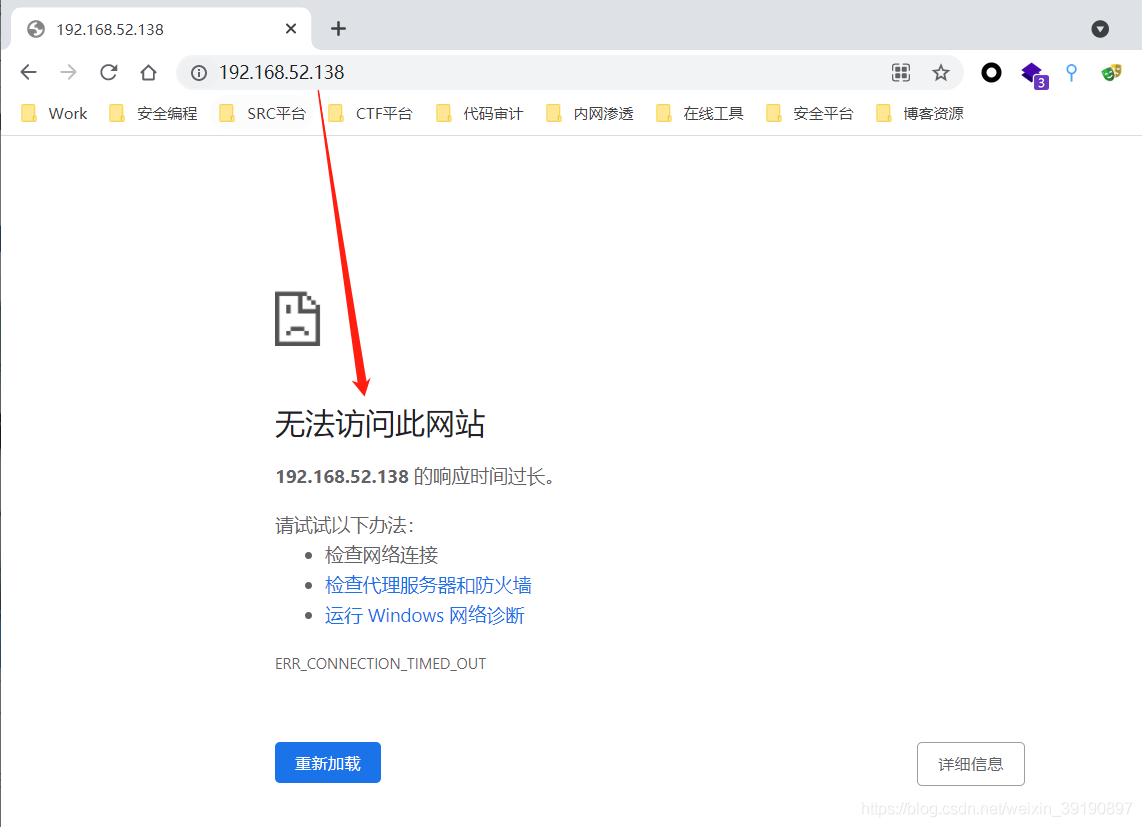 192.168.52.138
192.168.52.138
3
Work 安全编程 SRC平台 CTF平台 代码审计 内网渗透 在线工具 安全平台 博客资源
无法访问此网站
192.168.52.138 的响应时间过长。
请试试以下办法:
检查网络连接
检查代理服务器和防火墙
运行 Windows 网络诊断
ERR_CONNECTION_TIMED_OUT
重新加载 详细信息
https://blog.csdn.net/weixin_39190897